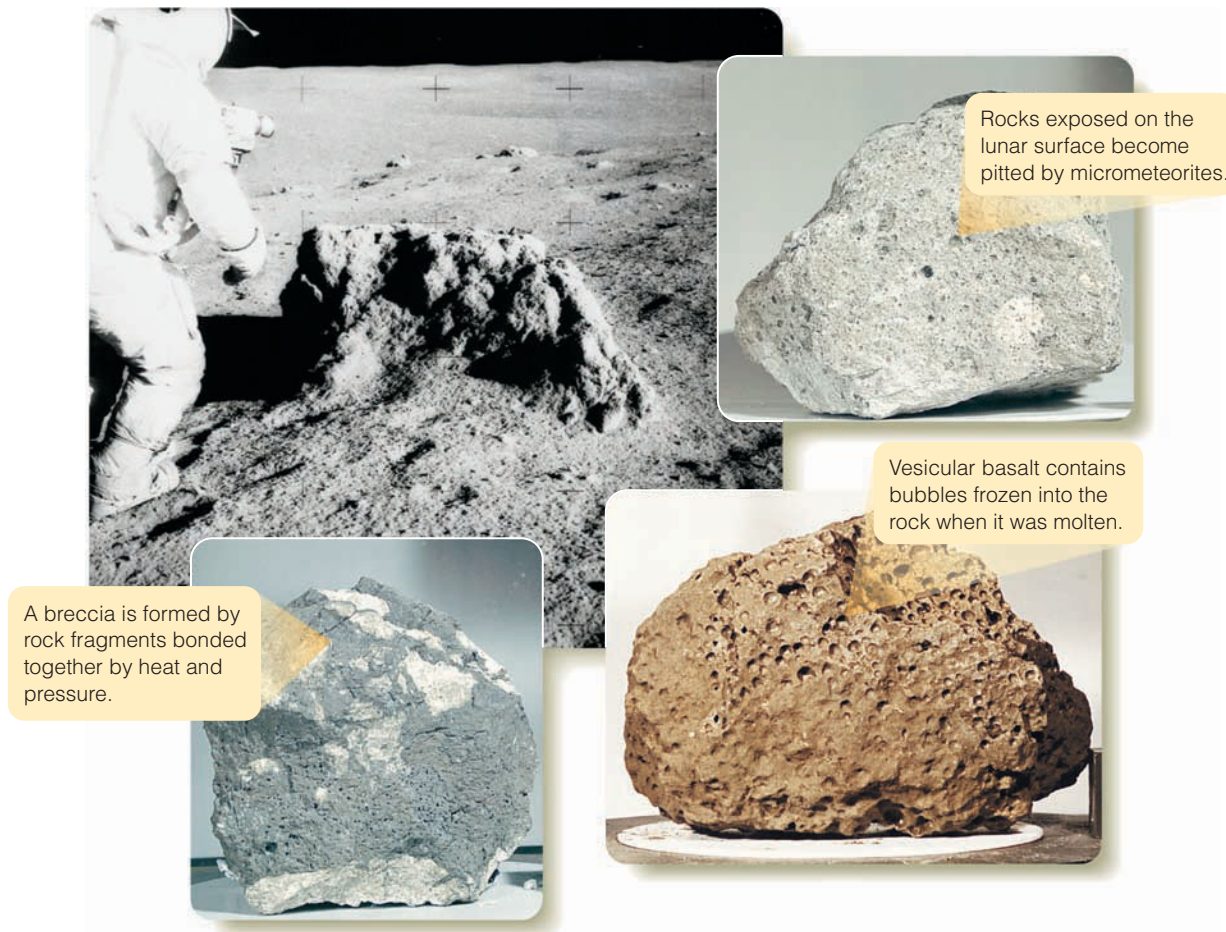 Rocks exposed on the
lunar surface become
pitted by micrometeorites.
Vesicular basalt contains
bubbles frozen into the
rock when it was molten.
A breccia is formed by
rock fragments bonded
together by heat and
pressure.